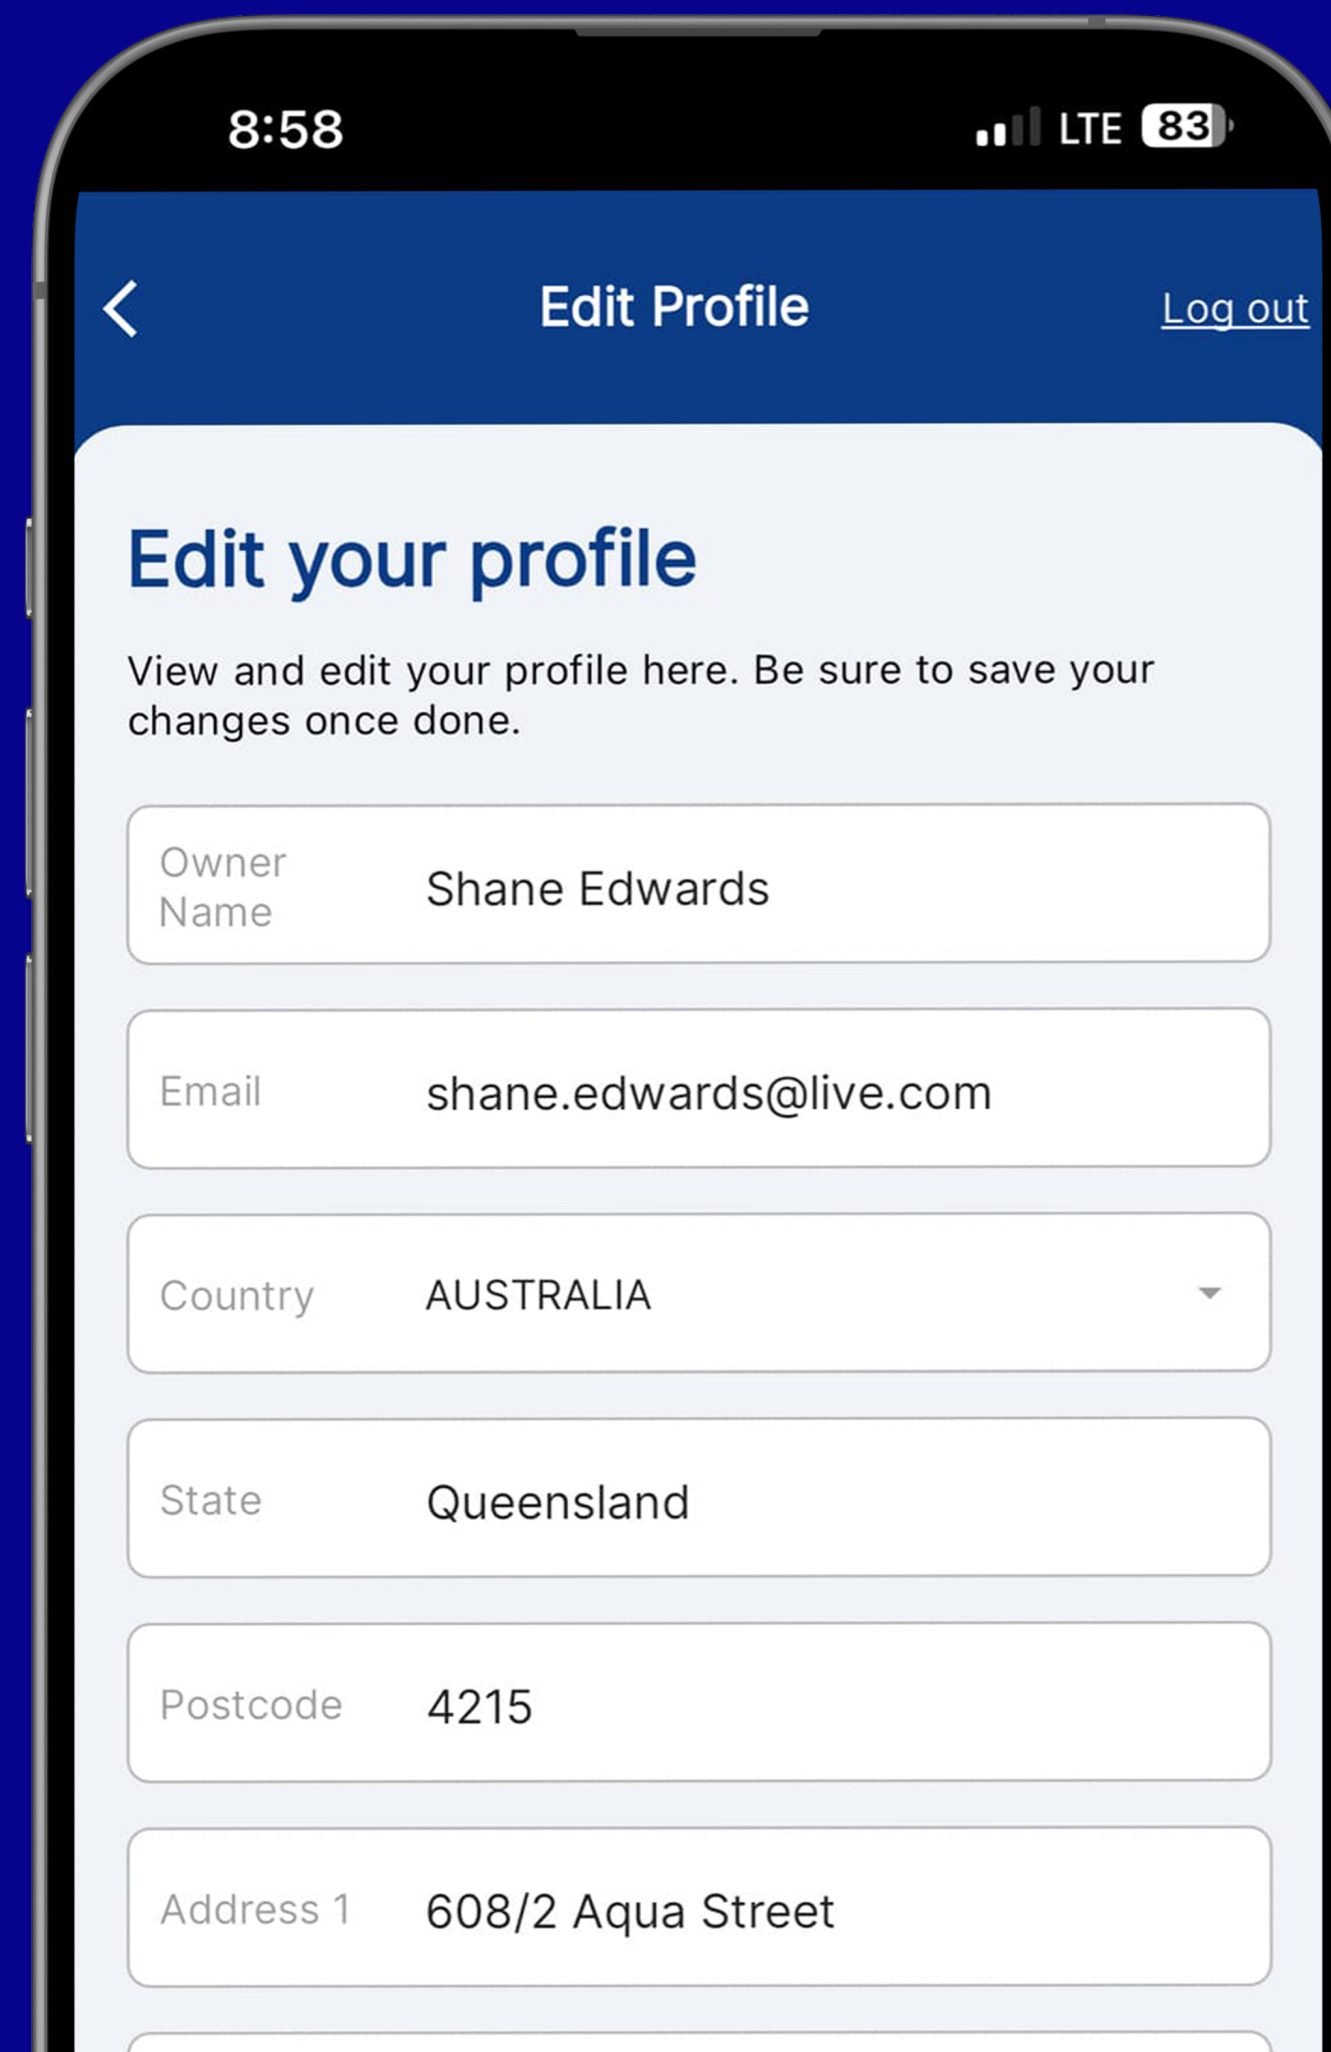 8:58
LTE 83
Edit Profile
Log out
Edit your profile
View and edit your profile here. Be sure to save your
changes once done.
Owner
Name
Shane Edwards
Email
shane.edwards@live.com
Country
AUSTRALIA
State
Queensland
Postcode
4215
Address 1
608/2 Aqua Street